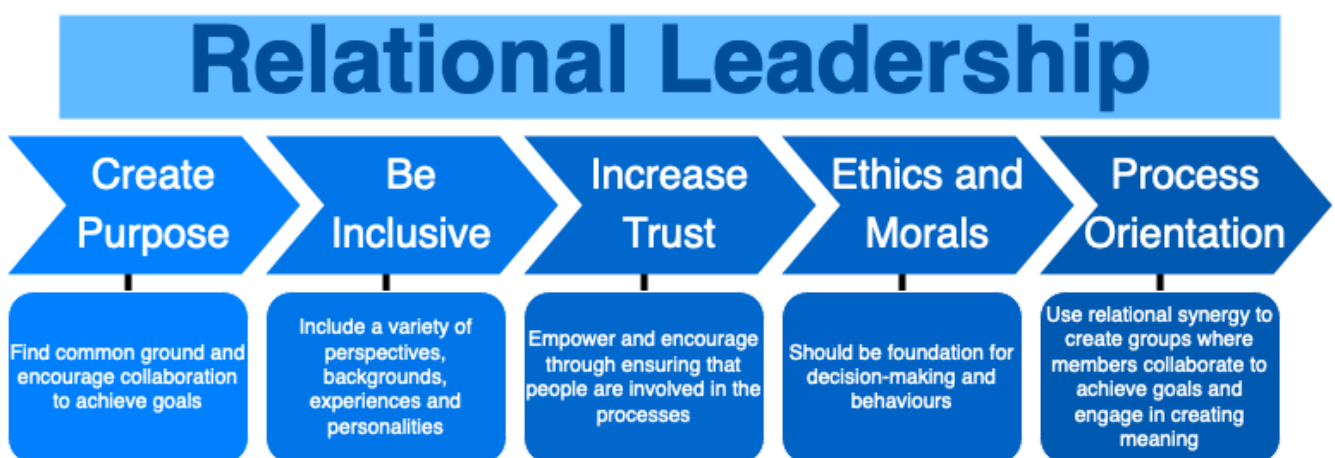 Relational Leadership
Create
Purpose
Be
Inclusive
Increase
Trust
Ethics and
Morals
Process
Orientation
Find common ground and
encourage collaboration
to achieve goals
Include a variety of
perspectives,
backgrounds,
experiences and
personalities
Empower and encourage
through ensuring that
people are involved in the
processes
Should be foundation for
decision-making and
behaviours
Use relational synergy to
create groups where
members collaborate to
achieve goals and
engage in creating
meaning